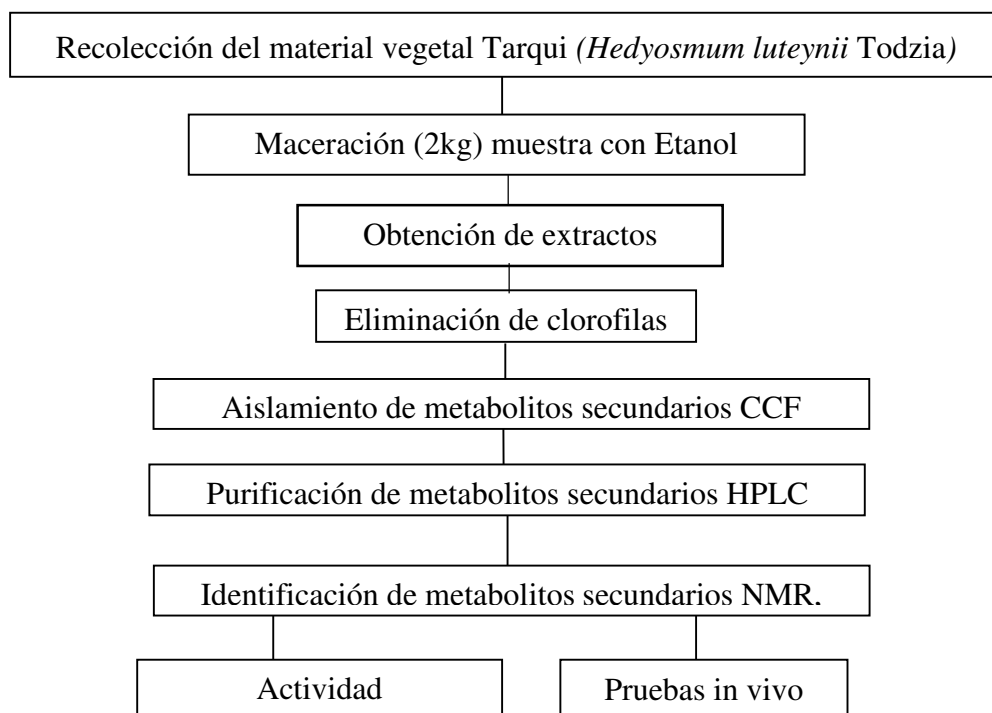 Recolección del material vegetal Tarqui (Hedyosmum luteynii Todzia)
Maceración (2kg) muestra con Etanol
Obtención de extractos
Eliminación de clorofilas
Aislamiento de metabolitos secundarios CCF
Purificación de metabolitos secundarios HPLC
Identificación de metabolitos secundarios NMR.
Actividad
Pruebas in vivo